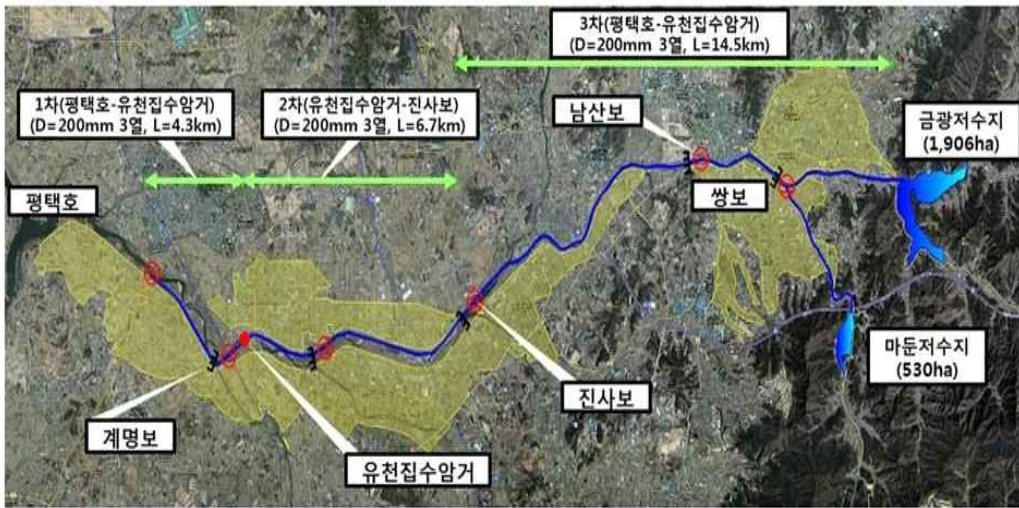 3차(평택호-유천집수암거)
(D=200mm 3열, L=14.5km)
1차(평택호-유천집수암거)
(D=200mm 3열, L=4.3km)
2차(유천집수암거-진사보)
(D=200mm 3열, L=6.7km)
남산보
금광저수지
(1,906ha)
평택호
쌍보
마둔저수지
(530ha)
진사보
계명보
유천집수암거